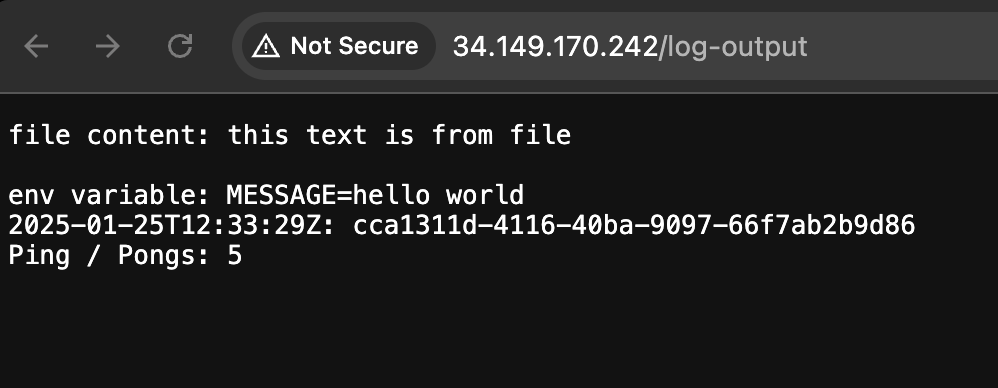 Not Secure 34.149.170.242/log-output
file content: this text is from file
env variable: MESSAGE=hello world
2025-01-25T12:33:29Z: cca1311d-4116-40ba-9097-66f7ab2b9d86
Ping / Pongs: 5